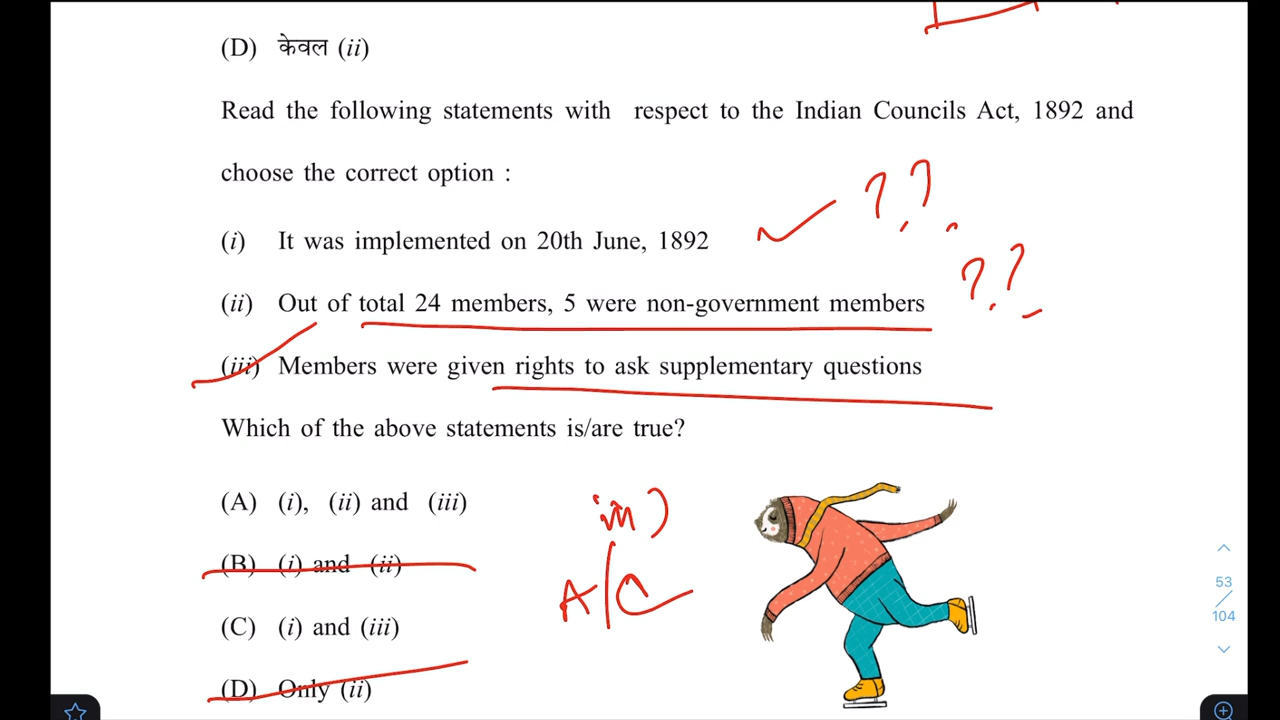 (D) केवल (ii)
Read the following statements with respect to the Indian Councils Act, 1892 and
choose the correct option :
(i) It was implemented on 20th June, 1892
??
(ii) Out of total 24 members, 5 were non-government members
??
(iii) Members were given rights to ask supplementary questions
Which of the above statements is/are true?
(A) (i), (ii) and (iii)
iii)
(B) (i) and (ii)
A/C
(C) (i) and (iii)
(D) Only (ii)
53
/
104